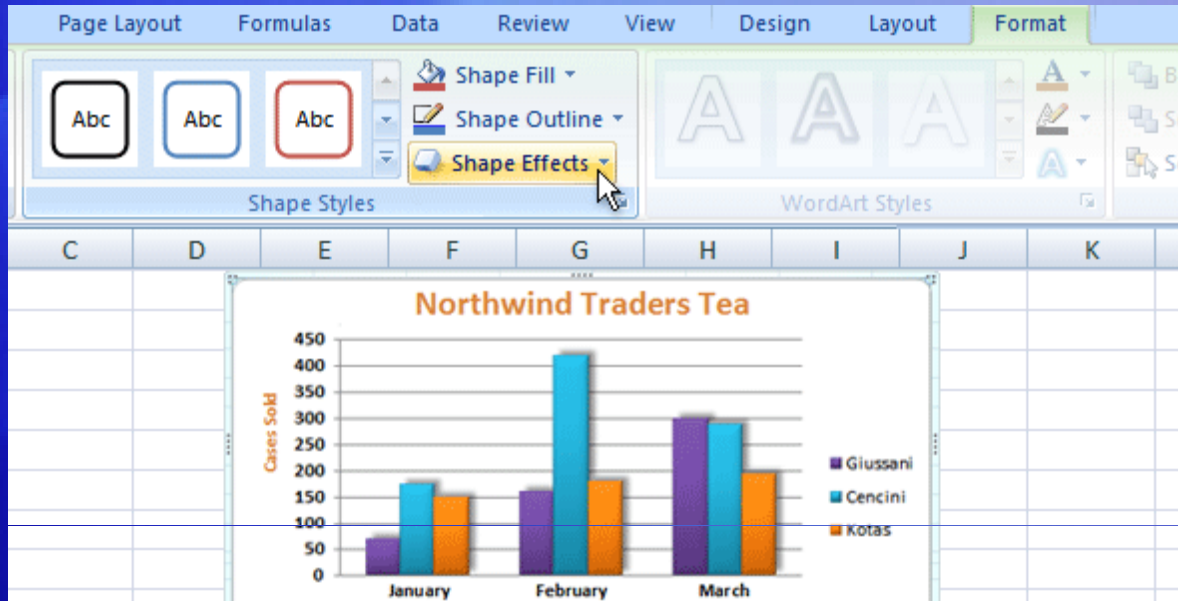 Page Layout Formulas Data Review View Design Layout Format
Abc Abc Abc
Shape Fill
Shape Outline
Shape Effects
Shape Styles
A A A
WordArt Styles
A
A
C D E F G H I J K
Northwind Traders Tea
Cases Sold
450
400
350
300
250
200
150
100
50
0
January February March
Giussani
Cencini
Kotas